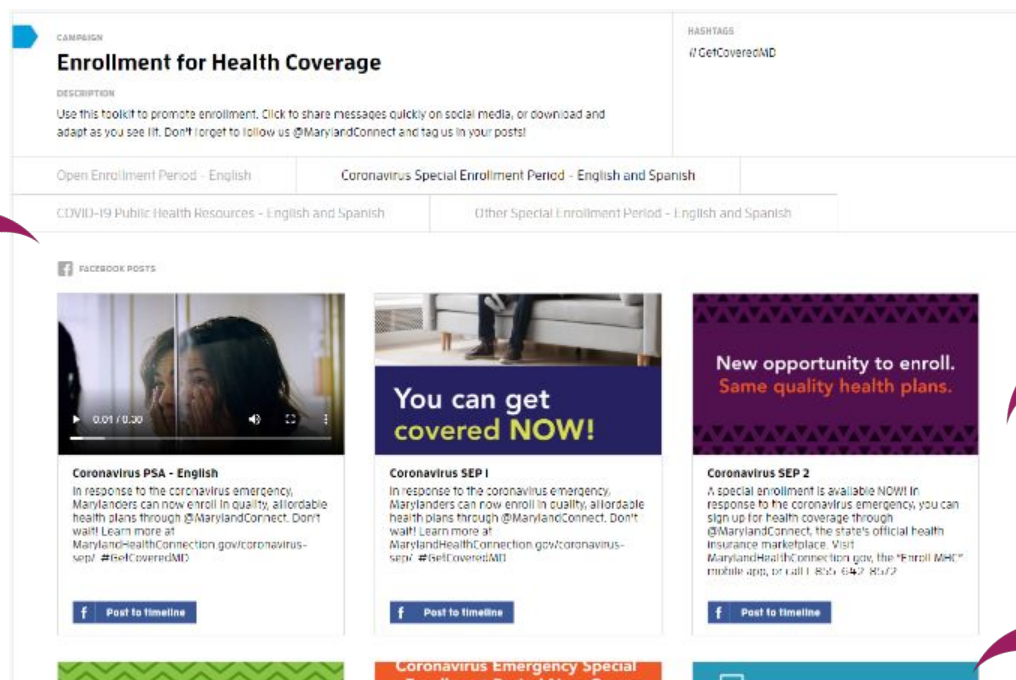 CAMPAIGN
Enrollment for Health Coverage
DESCRIPTION
Use this toolkit to promote enrollment. Click to share messages quickly on social media, or download and
adapt as you see fit. Don't forget to follow us @MarylandConnect and tag us in your posts!
HASHTAGS
#GetCoveredMD
Open Enrollment Period - English
Coronavirus Special Enrollment Period - English and Spanish
COVID-19 Public Health Resources - English and Spanish
Other Special Enrollment Period - English and Spanish
FACEBOOK POSTS
0:01 / 0:30
Coronavirus PSA - English
In response to the coronavirus emergency,
Marylanders can now enroll in quality, affordable
health plans through @MarylandConnect. Don't
wait! Learn more at
MarylandHealthConnection.gov/coronavirus-
sep/ #GetCoveredMD
Post to timeline
You can get
covered NOW!
Coronavirus SEP 1
In response to the coronavirus emergency,
Marylanders can now enroll in quality, affordable
health plans through @MarylandConnect. Don't
wait! Learn more at
MarylandHealthConnection.gov/coronavirus-
sep/ #GetCoveredMD
Post to timeline
New opportunity to enroll.
Same quality health plans.
Coronavirus SEP 2
A special enrollment is available NOW! In
response to the coronavirus emergency, you can
sign up for health coverage through
@MarylandConnect, the state's official health
insurance marketplace. Visit
MarylandHealthConnection.gov, the "Enroll MHC"
mobile app, or call 1-855-642-8572
Post to timeline
Coronavirus Emergency Special